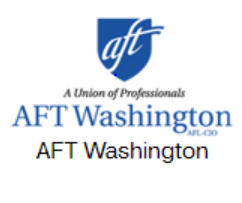 aft
A Union of Professionals
AFT Washington
AFL-CIO
AFT Washington